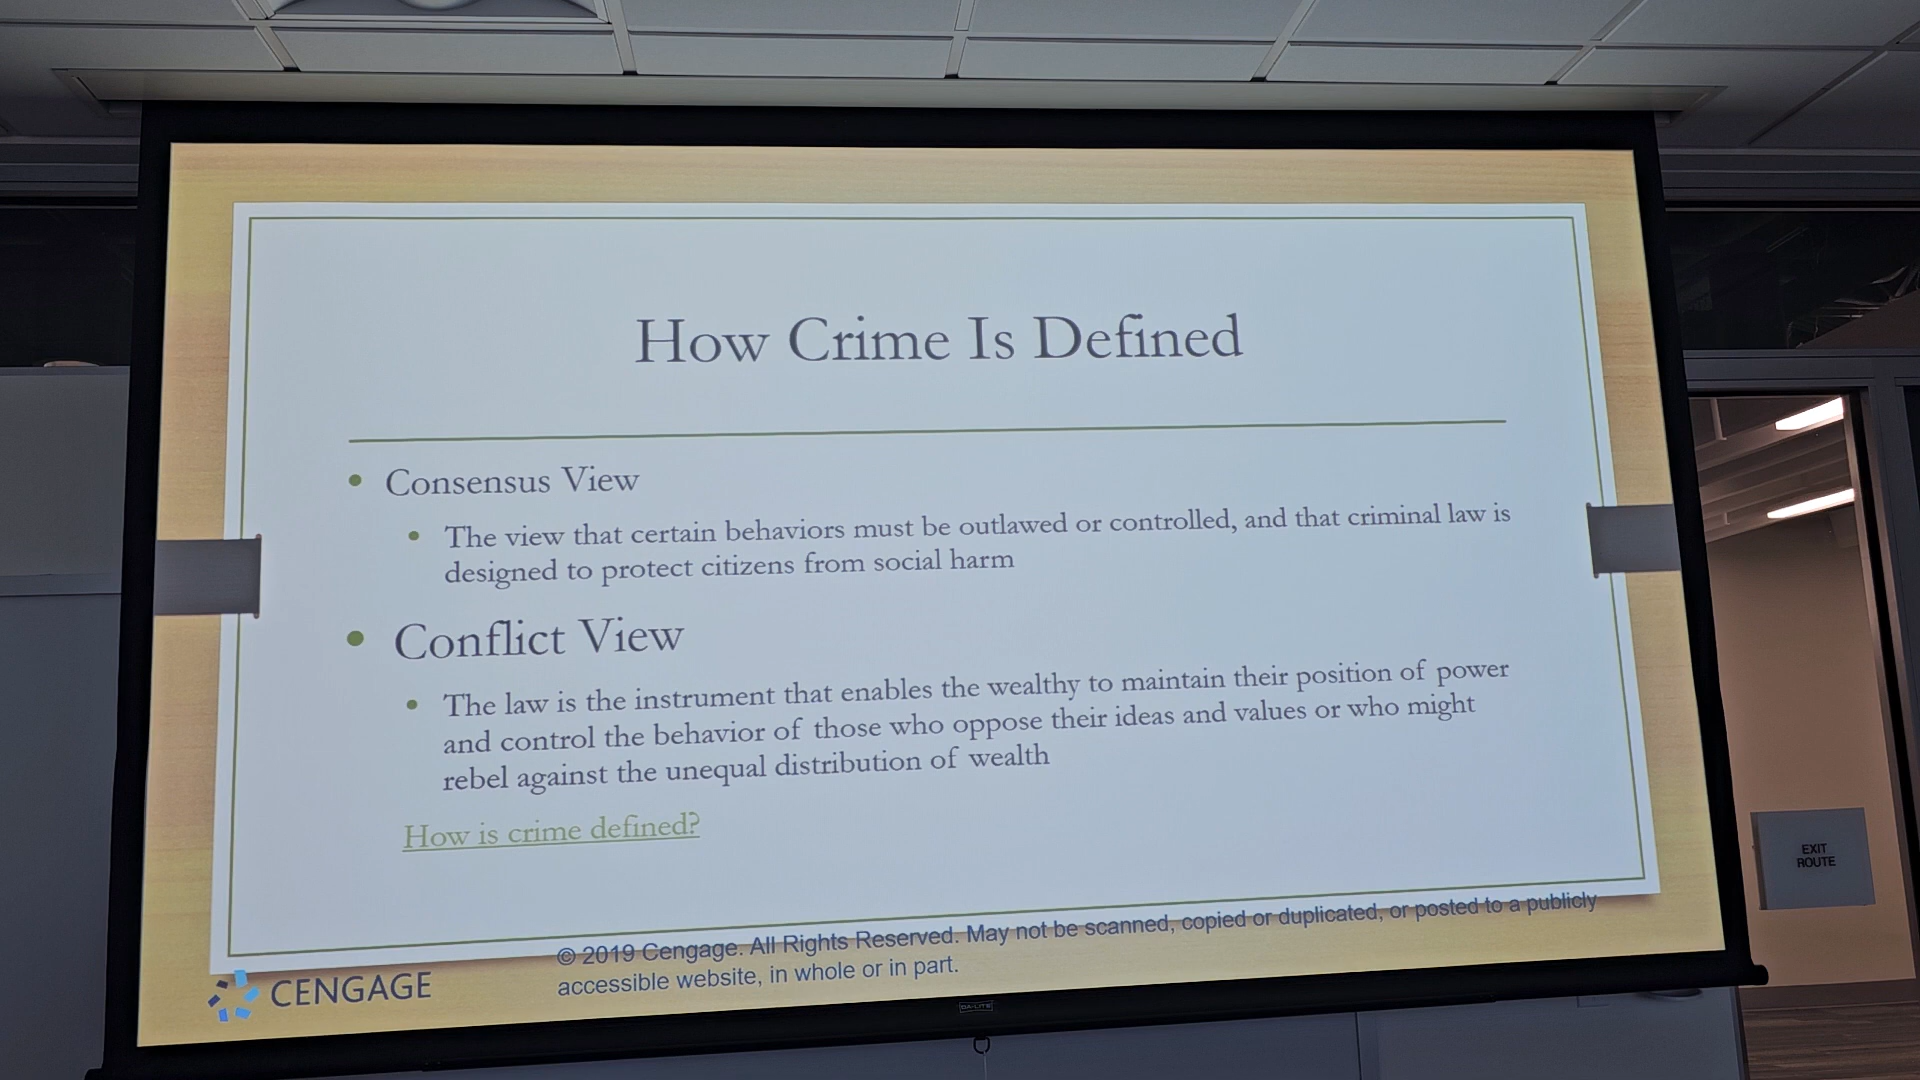 How Crime Is Defined
• Consensus View
• The view that certain behaviors must be outlawed or controlled, and that criminal law is
designed to protect citizens from social harm
• Conflict View
• The law is the instrument that enables the wealthy to maintain their position of power
and control the behavior of those who oppose their ideas and values or who might
rebel against the unequal distribution of wealth
How is crime defined?
© 2019 Cengage. All Rights Reserved. May not be scanned, copied or duplicated, or posted to a publicly
accessible website, in whole or in part.
CENGAGE
DA-LITE
EXIT
ROUTE